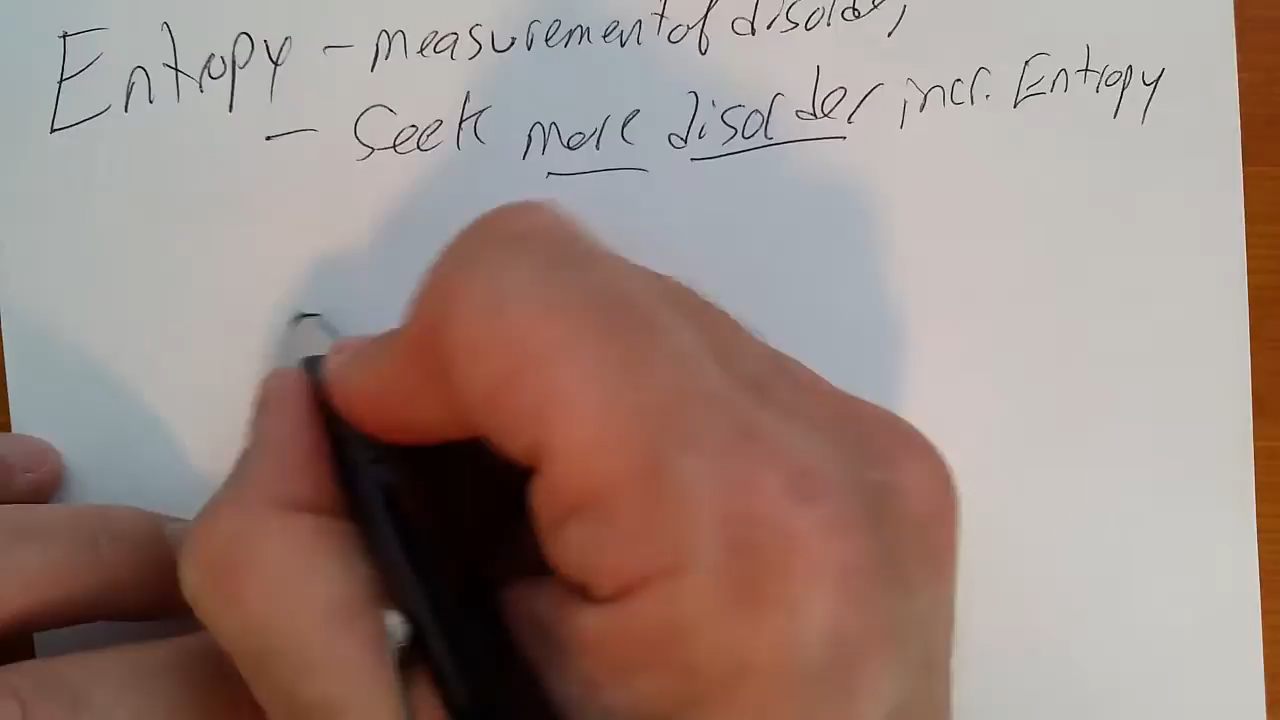 Entropy - measurement of disorder
- Seek more disorder incr. Entropy